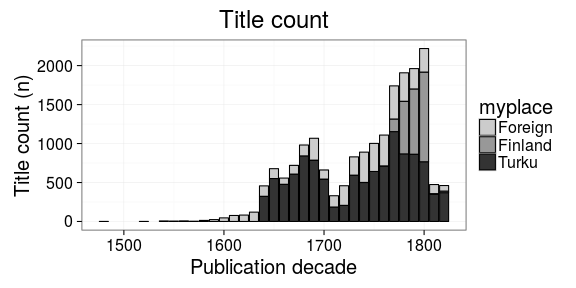 Title count
Title count (n)
2000
1500
1000
500
0
1500
1600
1700
1800
Publication decade
myplace
Foreign
Finland
Turku